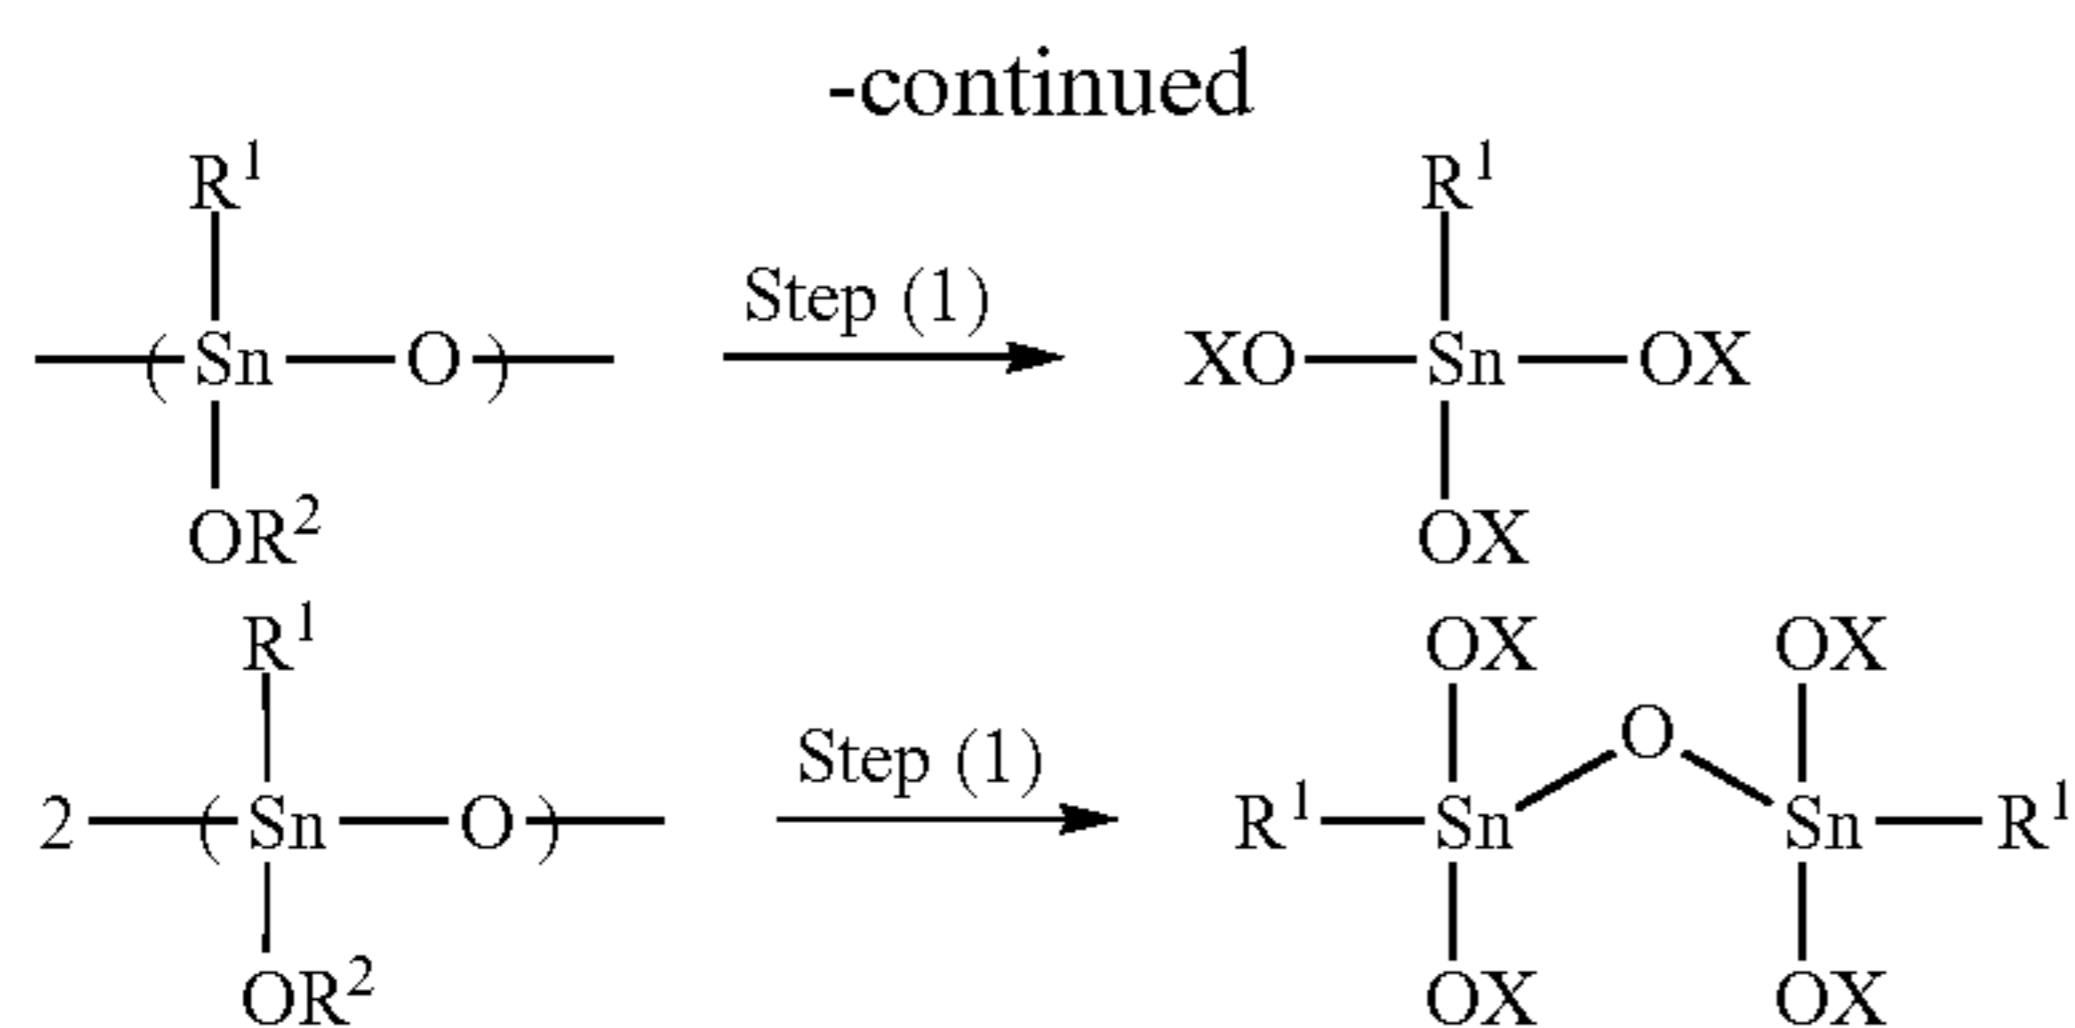 -continued
R¹ R¹
Step (1)
( Sn O ) XO Sn OX
OR² OX
R¹ OX OX
Step (1) O
2 ( Sn O ) R¹ Sn Sn R¹
OR² OX OX